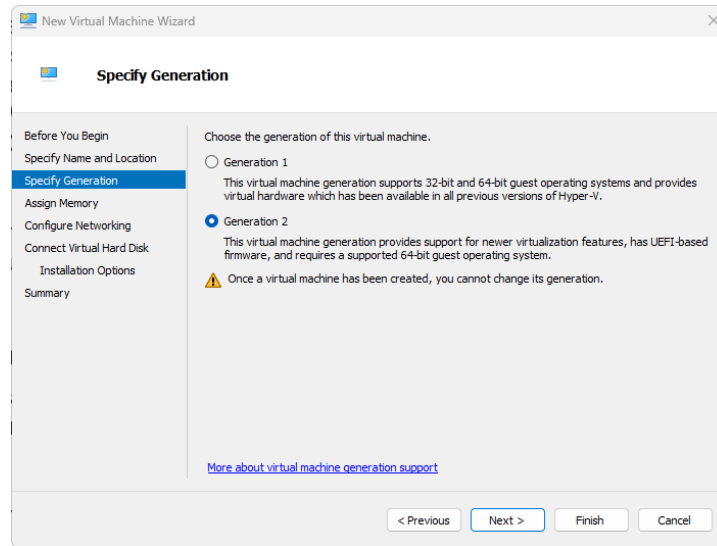 New Virtual Machine Wizard
Specify Generation
Before You Begin
Specify Name and Location
Specify Generation
Assign Memory
Configure Networking
Connect Virtual Hard Disk
Installation Options
Summary
Choose the generation of this virtual machine.
Generation 1
This virtual machine generation supports 32-bit and 64-bit guest operating systems and provides
virtual hardware which has been available in all previous versions of Hyper-V.
Generation 2
This virtual machine generation provides support for newer virtualization features, has UEFI-based
firmware, and requires a supported 64-bit guest operating system.
Once a virtual machine has been created, you cannot change its generation.
More about virtual machine generation support
< Previous
Next >
Finish
Cancel